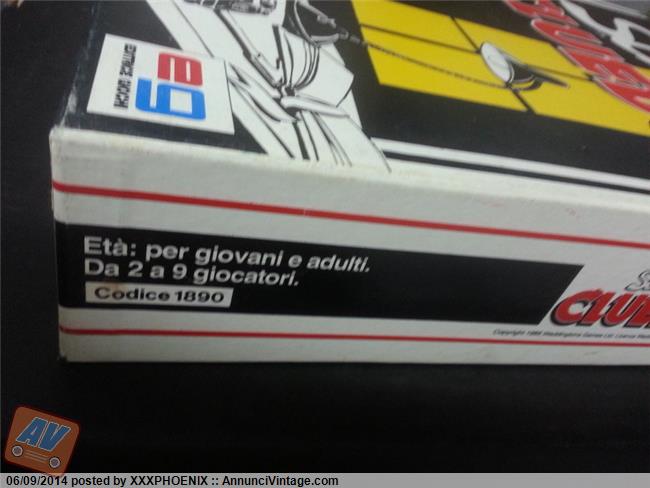 EG
EDITRICE GIOCHI
Età: per giovani e adulti.
Da 2 a 9 giocatori.
Codice 1890
CLUE
AV
06/09/2014 posted by XXXPHOENIX :: AnnunciVintage.com